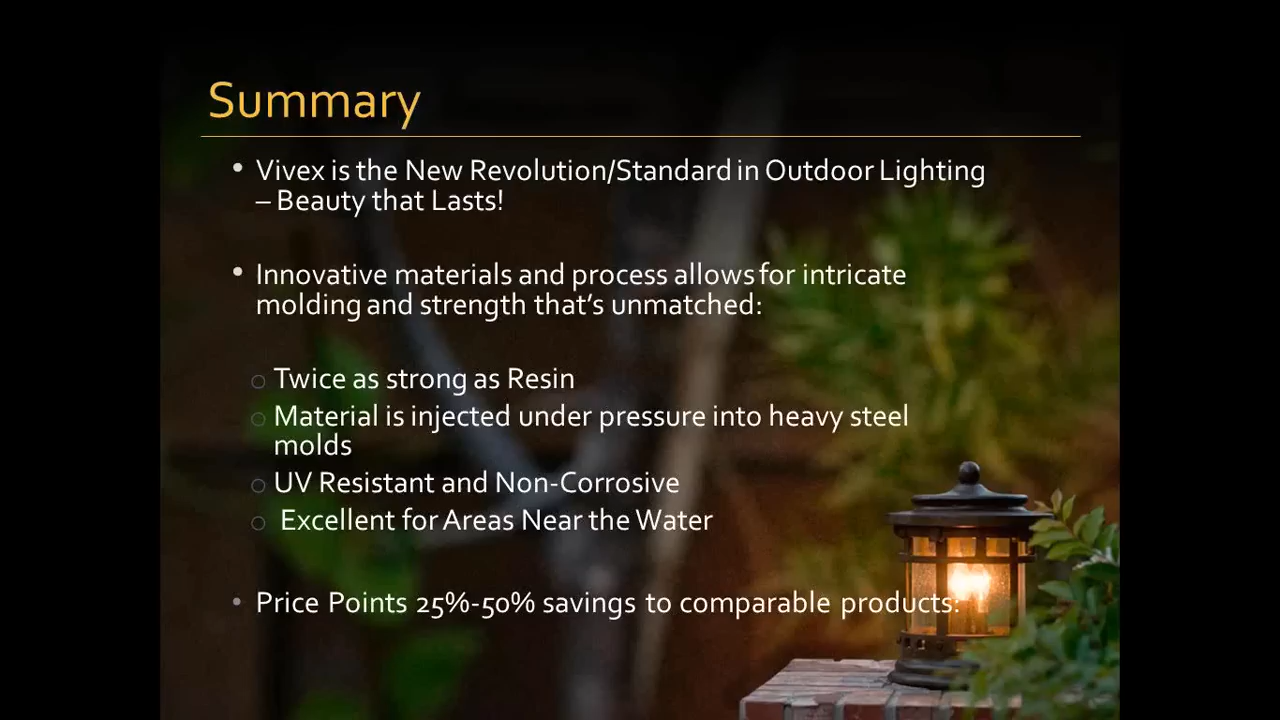 Summary
• Vivex is the New Revolution/Standard in Outdoor Lighting
– Beauty that Lasts!
• Innovative materials and process allows for intricate
molding and strength that’s unmatched:
○ Twice as strong as Resin
○ Material is injected under pressure into heavy steel
molds
○ UV Resistant and Non-Corrosive
○ Excellent for Areas Near the Water
• Price Points 25%-50% savings to comparable products: